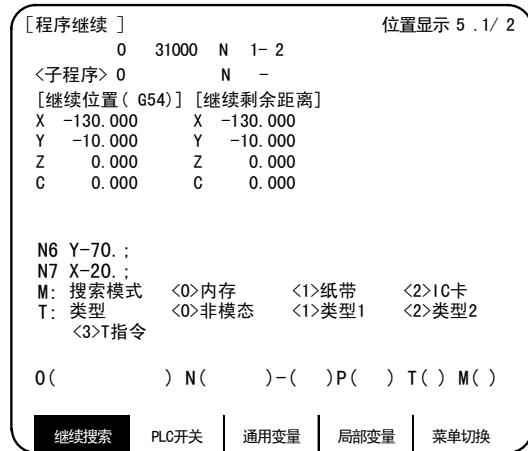 [程序继续 ] 位置显示 5 .1/ 2
O 31000 N 1- 2
<子程序> O N -
[继续位置( G54)] [继续剩余距离]
X -130.000 X -130.000
Y -10.000 Y -10.000
Z 0.000 Z 0.000
C 0.000 C 0.000
N6 Y-70. ;
N7 X-20. ;
M: 搜索模式 <0>内存 <1>纸带 <2>IC卡
T: 类型 <0>非模态 <1>类型1 <2>类型2
<3>T指令
O( ) N( )-( )P( ) T( ) M( )
继续搜索 PLC开关 通用变量 局部变量 菜单切换